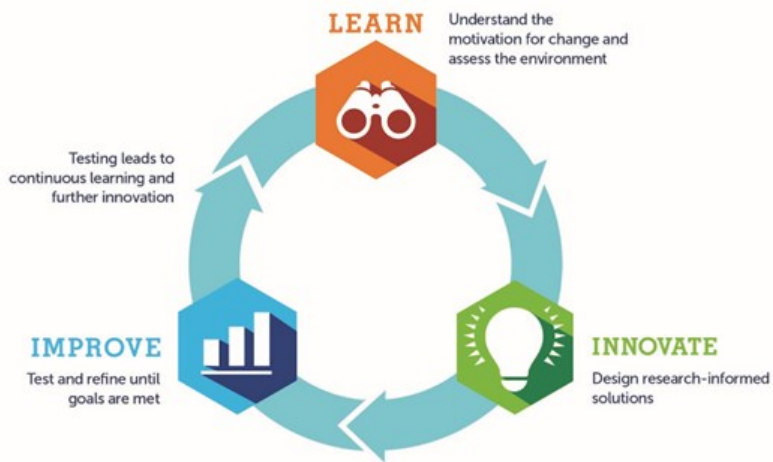 LEARN
Understand the
motivation for change and
assess the environment
Testing leads to
continuous learning and
further innovation
IMPROVE
Test and refine until
goals are met
INNOVATE
Design research-informed
solutions